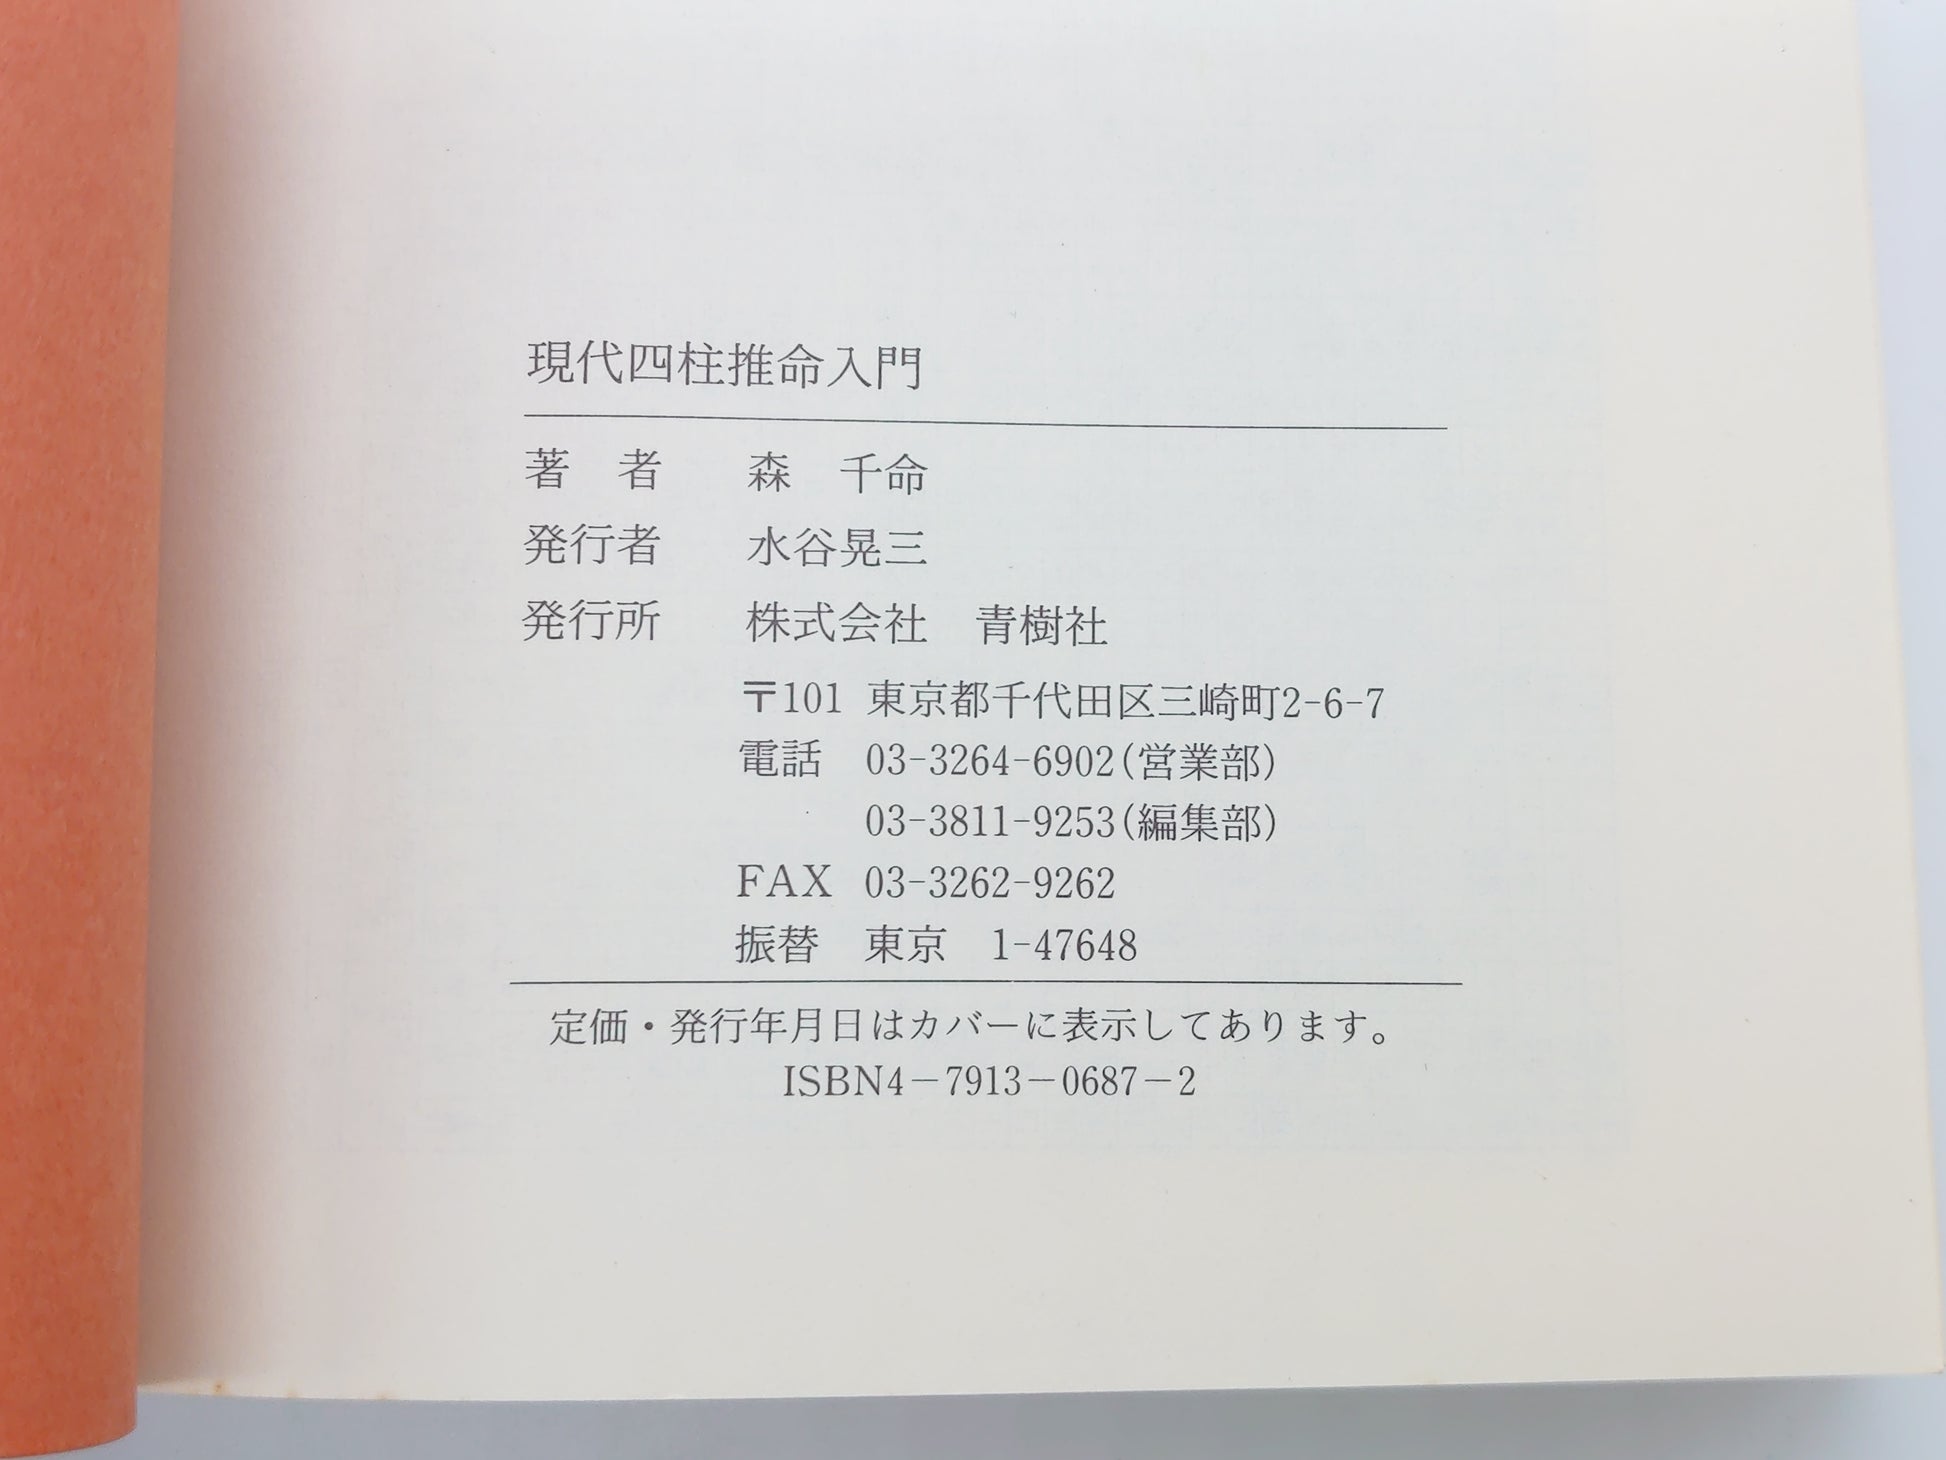 現代四柱推命入門
著　者　　森　千命
発行者　　水谷晃三
発行所　　株式会社　青樹社
〒101 東京都千代田区三崎町2-6-7
電話　03-3264-6902(営業部)
03-3811-9253(編集部)
FAX 03-3262-9262
振替　東京　1-47648
定価・発行年月日はカバーに表示してあります。
ISBN4－7913－0687－2